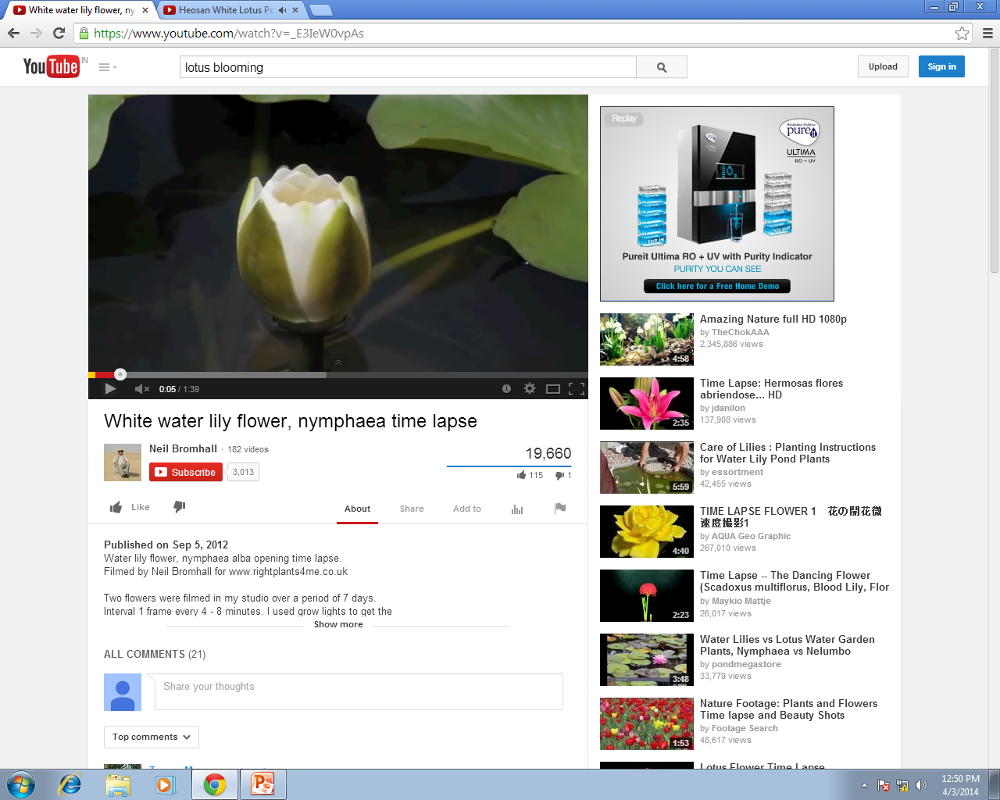 White water lily flower, ny
Heosan White Lotus Po
https://www.youtube.com/watch?v=_E3IeW0vpAs
YouTube IN
lotus blooming
Upload
Sign in
Replay
pureit
ULTIMA
RO + UV
Pureit Ultima RO + UV with Purity Indicator
PURITY YOU CAN SEE
Click here for a Free Home Demo
0:05 / 1:39
White water lily flower, nymphaea time lapse
Neil Bromhall · 182 videos
Subscribe 3,013
19,660
115 1
Like
About Share Add to
Published on Sep 5, 2012
Water lily flower, nymphaea alba opening time lapse.
Filmed by Neil Bromhall for www.rightplants4me.co.uk
Two flowers were filmed in my studio over a period of 7 days.
Interval 1 frame every 4 - 8 minutes. I used grow lights to get the
Show more
ALL COMMENTS (21)
Share your thoughts
Top comments
Amazing Nature full HD 1080p
by TheChokAAA
2,345,886 views
4:58
Time Lapse: Hermosas flores
abriendose... HD
by jdanilon
137,908 views
2:35
Care of Lilies : Planting Instructions
for Water Lily Pond Plants
by essortment
42,455 views
5:59
TIME LAPSE FLOWER 1 花の開花微
速度撮影1
by AQUA Geo Graphic
267,010 views
4:40
Time Lapse -- The Dancing Flower
(Scadoxus multiflorus, Blood Lily, Flor
by Maykio Mattje
26,017 views
2:23
Water Lilies vs Lotus Water Garden
Plants, Nymphaea vs Nelumbo
by pondmegastore
33,779 views
3:48
Nature Footage: Plants and Flowers
Time lapse and Beauty Shots
by Footage Search
48,617 views
1:53
Lotus Flower Time Lapse
12:50 PM
4/3/2014